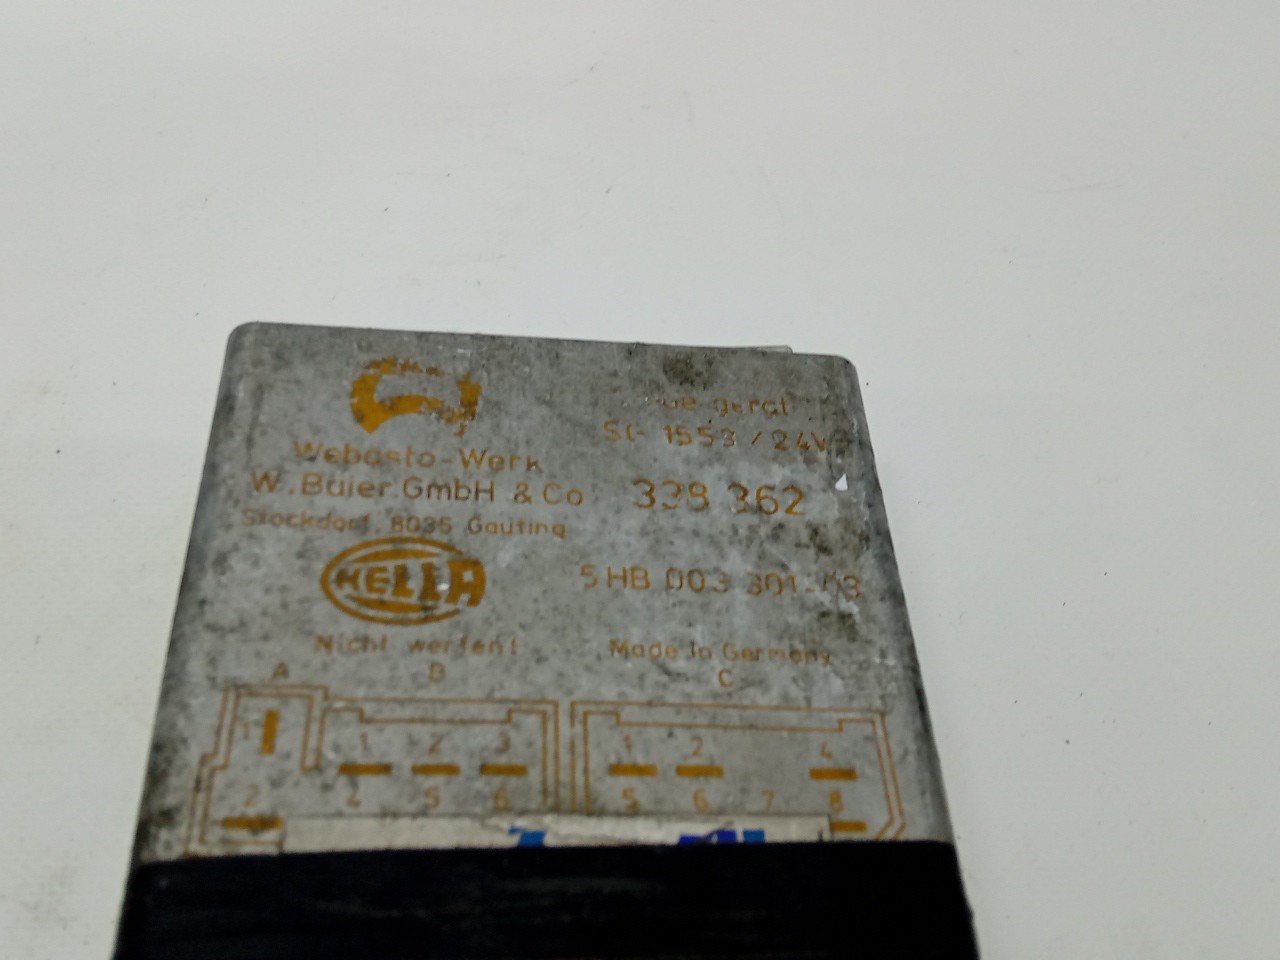 SG 1553 / 24V
Webasto-Werk
W. Baier GmbH & Co
338 362
Stockdorf, 8035 Gauting
HELLA
5HB 003 301-
Nicht werfen!
Made in Germany
A B C
1 1 2 3 1 2 4
2 4 5 6 5 6 7 8